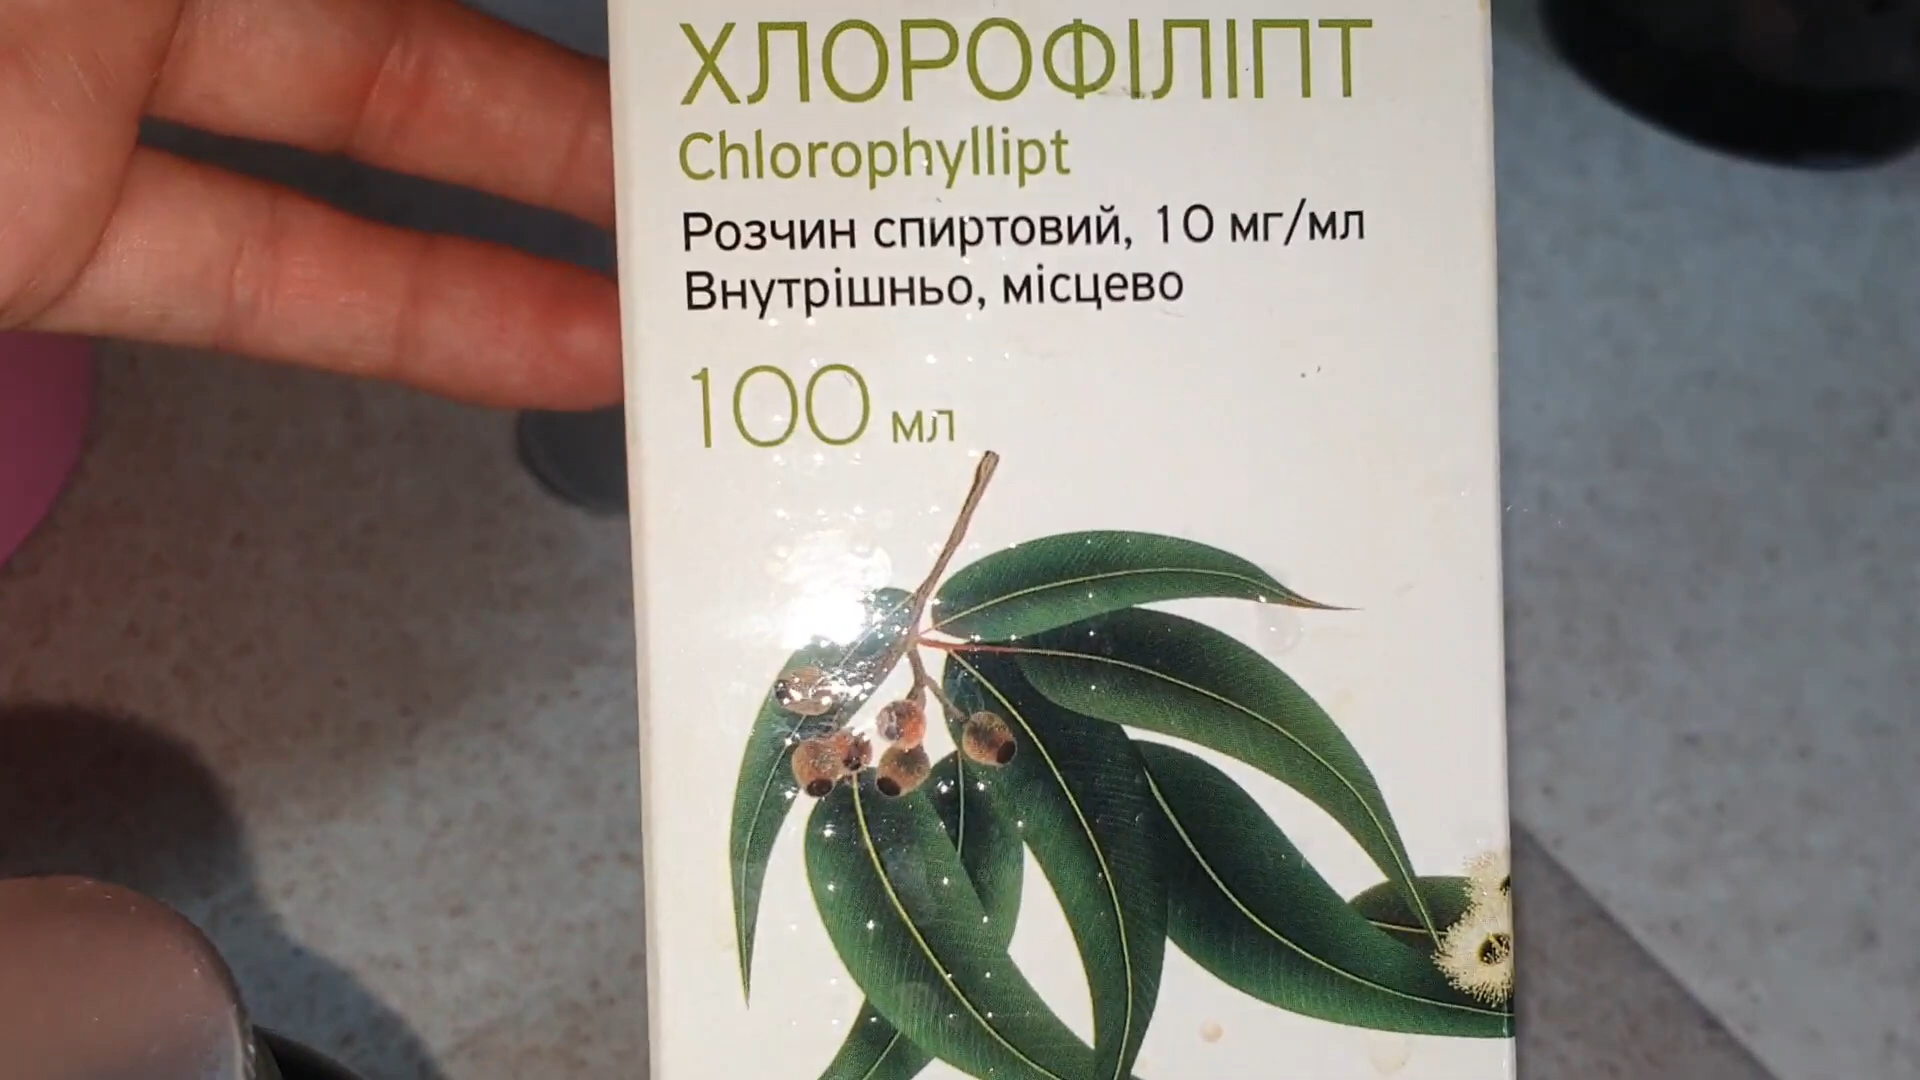 ХЛОРОФІЛІПТ
Chlorophyllipt
Розчин спиртовий, 10 мг/мл
Внутрішньо, місцево
100 мл